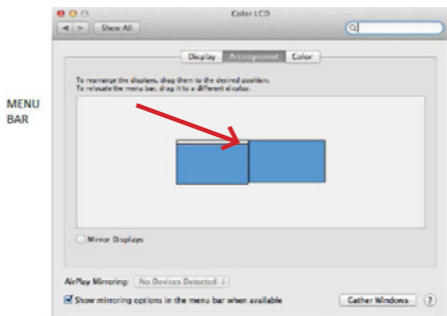 Color LCD
Show All
Display Arrangement Color
To rearrange the displays, drag them to the desired position.
To relocate the menu bar, drag it to a different display.
MENU
BAR
Mirror Displays
AirPlay Mirroring: No Devices Detected
Show mirroring options in the menu bar when available
Gather Windows ?